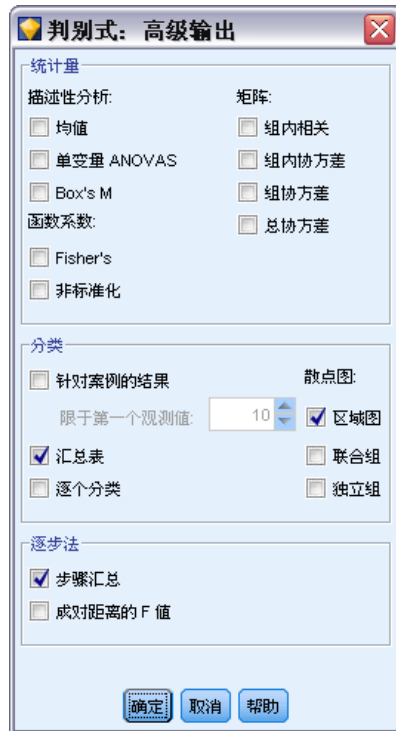 判别式：高级输出
统计量
描述性分析:
均值
单变量 ANOVAS
Box's M
函数系数:
Fisher's
非标准化
矩阵:
组内相关
组内协方差
组协方差
总协方差
分类
针对案例的结果
限于第一个观测值: 10
汇总表
逐个分类
散点图:
区域图
联合组
独立组
逐步法
步骤汇总
成对距离的 F 值
确定 取消 帮助